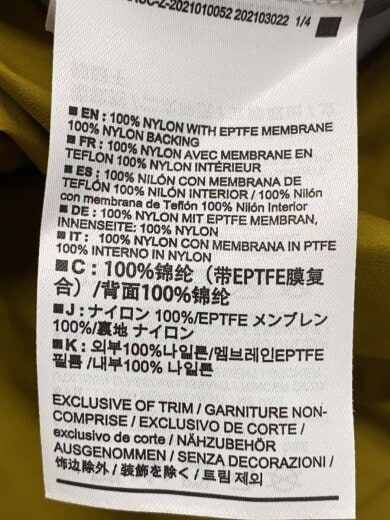 -Z-2021010052 202103022 1/4
■ EN : 100% NYLON WITH EPTFE MEMBRANE
100% NYLON BACKING
■ FR : 100% NYLON AVEC MEMBRANE EN
TEFLON 100% NYLON INTÉRIEUR
■ ES : 100% NILÓN CON MEMBRANA DE
TEFLÓN 100% NYLON INTERIOR / 100% Nilón
con membrana de Teflón 100% Nilón Interior
■ DE : 100% NYLON MIT EPTFE MEMBRAN,
INNENSEITE: 100% NYLON
■ IT : 100% NYLON CON MEMBRANA IN PTFE
100% INTERNO IN NYLON
■ C : 100%锦纶（带EPTFE膜复
合）/背面100%锦纶
■ J : ナイロン 100%/EPTFE メンブレン
100%/裏地 ナイロン
■ K : 외부100%나일론/멤브레인EPTFE
필름 /내부100% 나일론
EXCLUSIVE OF TRIM / GARNITURE NON-
COMPRISE / EXCLUSIVO DE CORTE /
exclusivo de corte / NÄHZUBEHÖR
AUSGENOMMEN / SENZA DECORAZIONI /
饰边除外 / 装飾を除く / 트림 제외